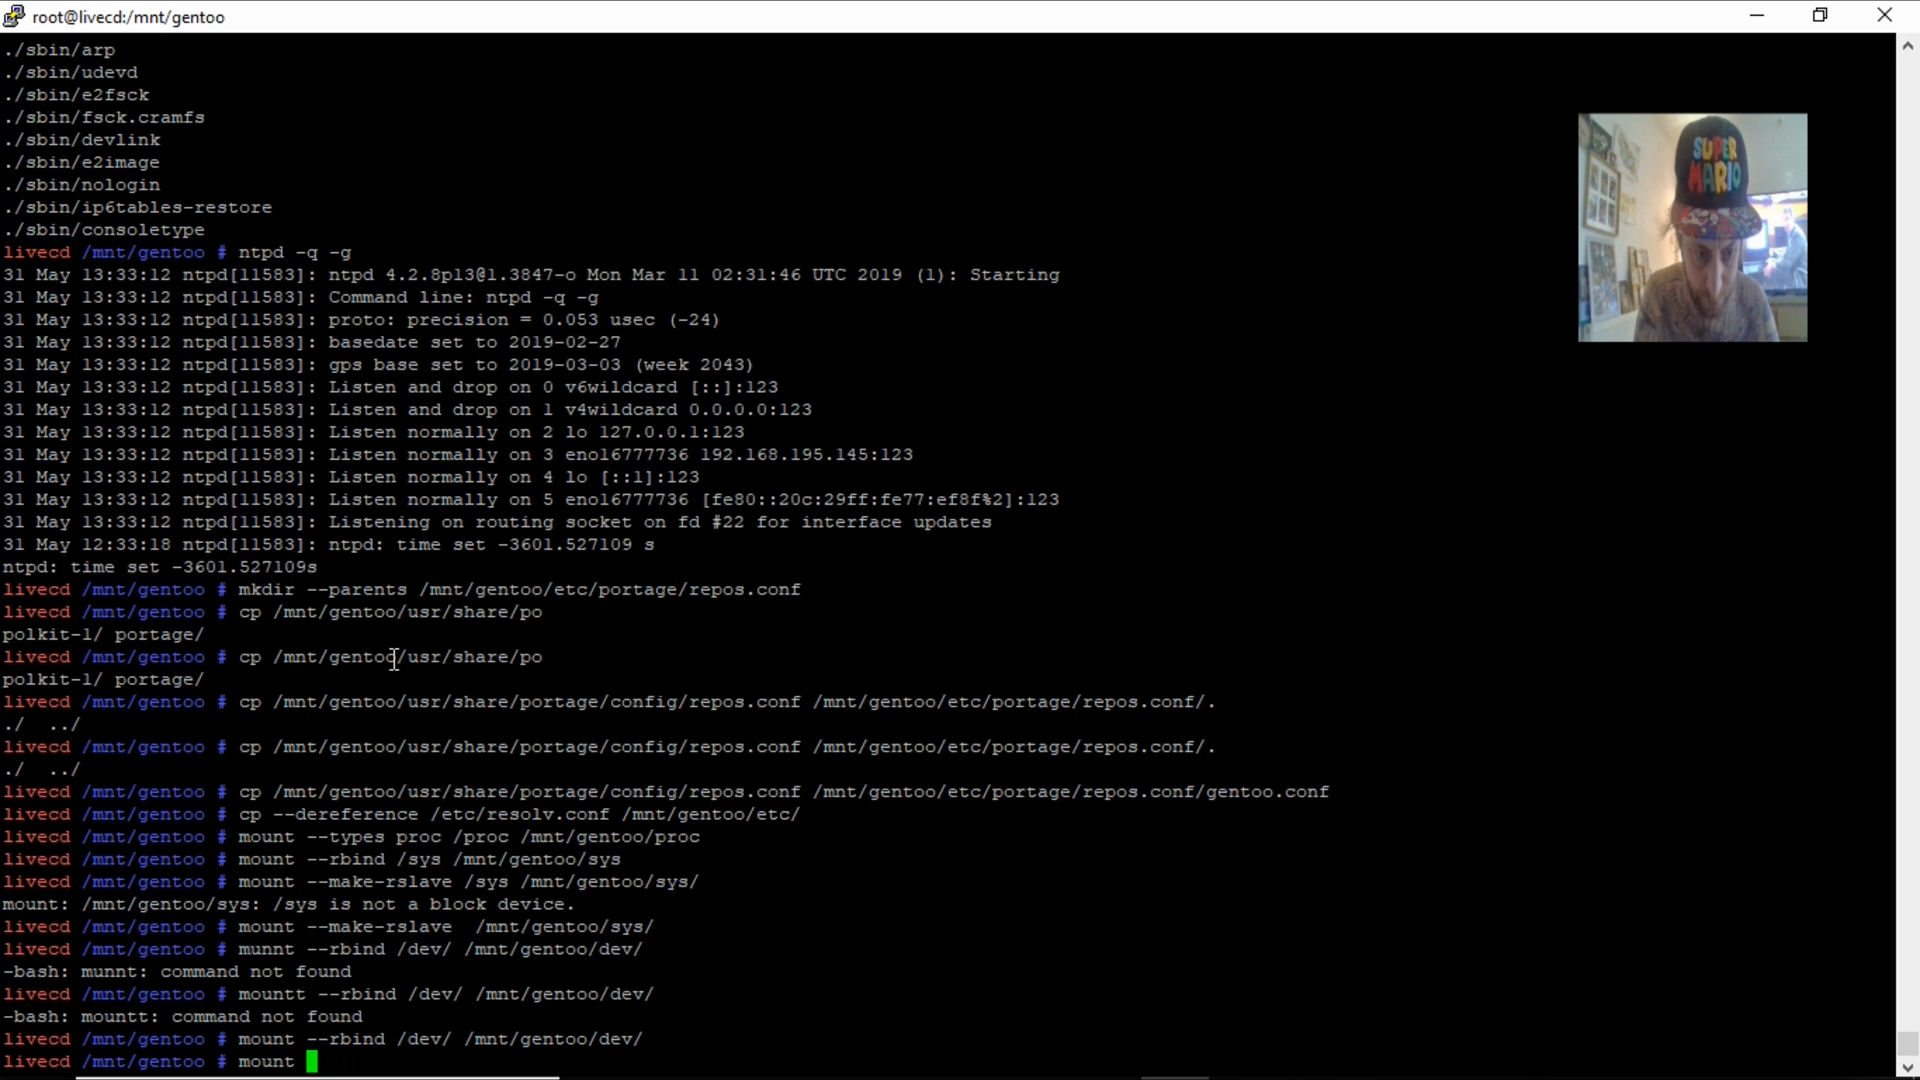 root@livecd:/mnt/gentoo
./sbin/arp
./sbin/udevd
./sbin/e2fsck
./sbin/fsck.cramfs
./sbin/devlink
./sbin/e2image
./sbin/nologin
./sbin/ip6tables-restore
./sbin/consoletype
livecd /mnt/gentoo # ntpd -q -g
31 May 13:33:12 ntpd[11583]: ntpd 4.2.8p13@1.3847-o Mon Mar 11 02:31:46 UTC 2019 (1): Starting
31 May 13:33:12 ntpd[11583]: Command line: ntpd -q -g
31 May 13:33:12 ntpd[11583]: proto: precision = 0.053 usec (-24)
31 May 13:33:12 ntpd[11583]: basedate set to 2019-02-27
31 May 13:33:12 ntpd[11583]: gps base set to 2019-03-03 (week 2043)
31 May 13:33:12 ntpd[11583]: Listen and drop on 0 v6wildcard [::]:123
31 May 13:33:12 ntpd[11583]: Listen and drop on 1 v4wildcard 0.0.0.0:123
31 May 13:33:12 ntpd[11583]: Listen normally on 2 lo 127.0.0.1:123
31 May 13:33:12 ntpd[11583]: Listen normally on 3 eno16777736 192.168.195.145:123
31 May 13:33:12 ntpd[11583]: Listen normally on 4 lo [::1]:123
31 May 13:33:12 ntpd[11583]: Listen normally on 5 eno16777736 [fe80::20c:29ff:fe77:ef8f%2]:123
31 May 13:33:12 ntpd[11583]: Listening on routing socket on fd #22 for interface updates
31 May 12:33:18 ntpd[11583]: ntpd: time set -3601.527109 s
ntpd: time set -3601.527109s
livecd /mnt/gentoo # mkdir --parents /mnt/gentoo/etc/portage/repos.conf
livecd /mnt/gentoo # cp /mnt/gentoo/usr/share/po
polkit-1/ portage/
livecd /mnt/gentoo # cp /mnt/gentoo/usr/share/po
polkit-1/ portage/
livecd /mnt/gentoo # cp /mnt/gentoo/usr/share/portage/config/repos.conf /mnt/gentoo/etc/portage/repos.conf/.
./  ../
livecd /mnt/gentoo # cp /mnt/gentoo/usr/share/portage/config/repos.conf /mnt/gentoo/etc/portage/repos.conf/.
./  ../
livecd /mnt/gentoo # cp /mnt/gentoo/usr/share/portage/config/repos.conf /mnt/gentoo/etc/portage/repos.conf/gentoo.conf
livecd /mnt/gentoo # cp --dereference /etc/resolv.conf /mnt/gentoo/etc/
livecd /mnt/gentoo # mount --types proc /proc /mnt/gentoo/proc
livecd /mnt/gentoo # mount --rbind /sys /mnt/gentoo/sys
livecd /mnt/gentoo # mount --make-rslave /sys /mnt/gentoo/sys/
mount: /mnt/gentoo/sys: /sys is not a block device.
livecd /mnt/gentoo # mount --make-rslave  /mnt/gentoo/sys/
livecd /mnt/gentoo # munnt --rbind /dev/ /mnt/gentoo/dev/
-bash: munnt: command not found
livecd /mnt/gentoo # mountt --rbind /dev/ /mnt/gentoo/dev/
-bash: mountt: command not found
livecd /mnt/gentoo # mount --rbind /dev/ /mnt/gentoo/dev/
livecd /mnt/gentoo # mount
SUPER
MARIO